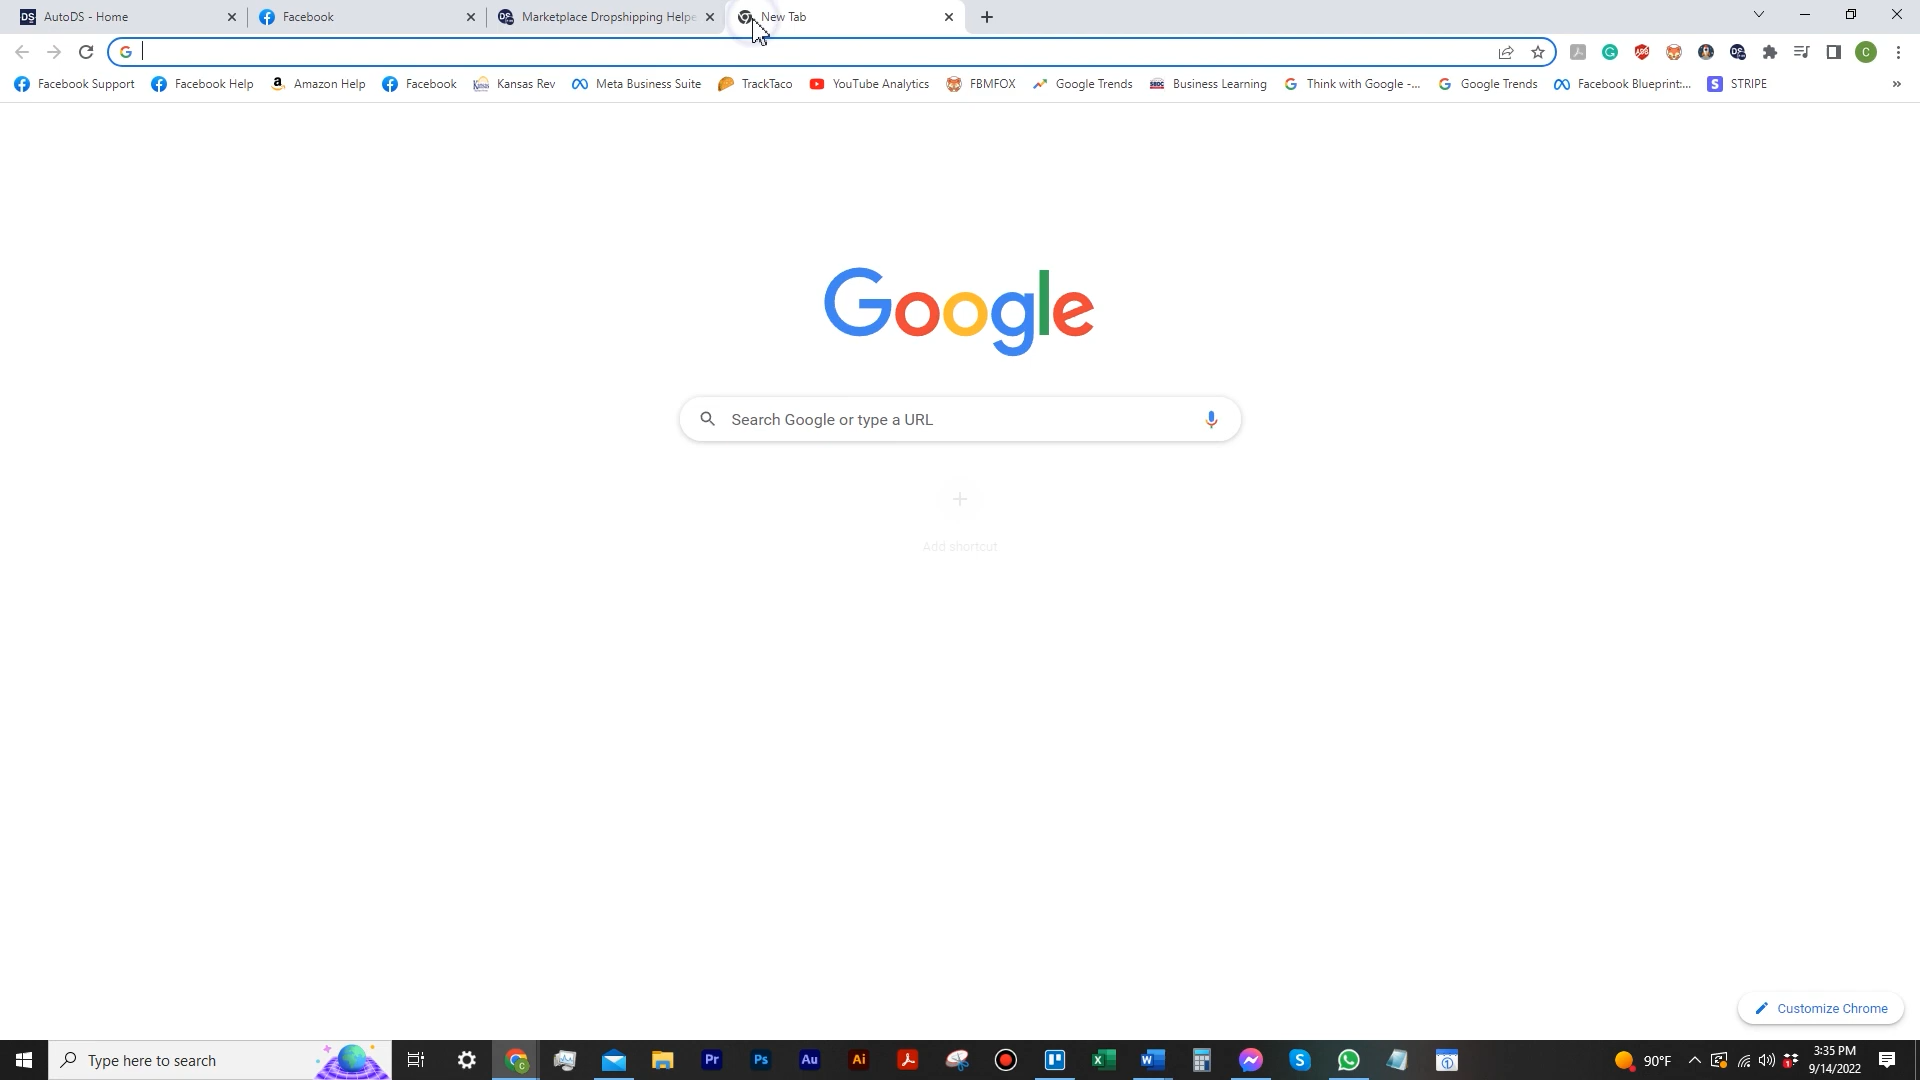 AutoDS - Home
Facebook
Marketplace Dropshipping Helpe
New Tab
Facebook Support
Facebook Help
Amazon Help
Facebook
Kansas Rev
Meta Business Suite
TrackTaco
YouTube Analytics
FBMFOX
Google Trends
Business Learning
Think with Google -...
Google Trends
Facebook Blueprint:...
STRIPE
Google
Search Google or type a URL
Add shortcut
Customize Chrome
Type here to search
90°F
3:35 PM
9/14/2022